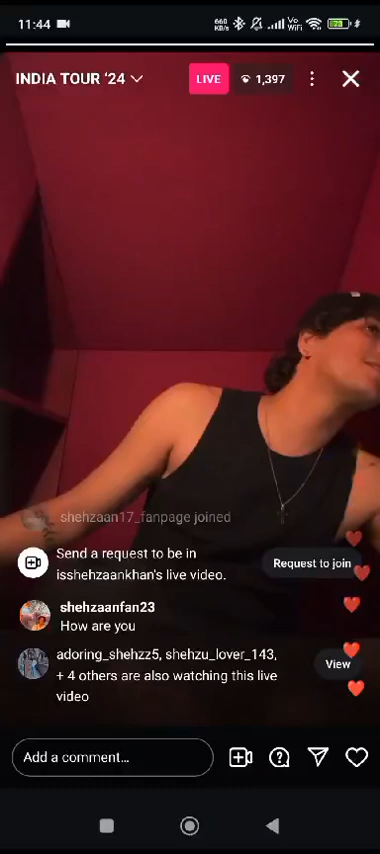 11:44 660 KB/s Vo WiFi 73
INDIA TOUR '24 LIVE 1,397
shehzaan17_fanpage joined
Send a request to be in
isshehzaankhan's live video.
Request to join
shehzaanfan23
How are you
adoring_shehzz5, shehzu_lover_143,
+ 4 others are also watching this live
video
View
Add a comment...